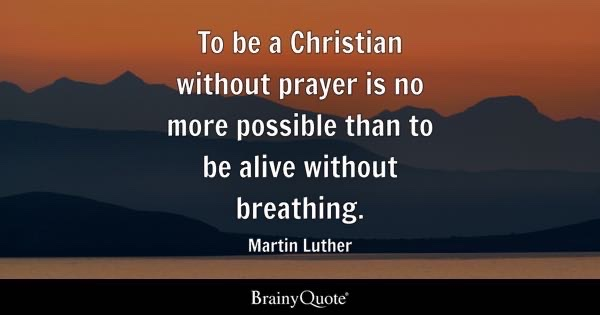 To be a Christian
without prayer is no
more possible than to
be alive without
breathing.
Martin Luther
BrainyQuote®